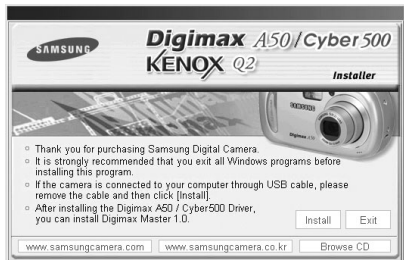 SAMSUNG
Digimax A50 / Cyber 500
KENOX Q2
Installer
SAMSUNG
Digimax A50
Thank you for purchasing Samsung Digital Camera.
It is strongly recommended that you exit all Windows programs before
installing this program.
If the camera is connected to your computer through USB cable, please
remove the cable and then click [Install].
After installing the Digimax A50 / Cyber500 Driver,
you can install Digimax Master 1.0.
Install Exit
www.samsungcamera.com www.samsungcamera.co.kr Browse CD